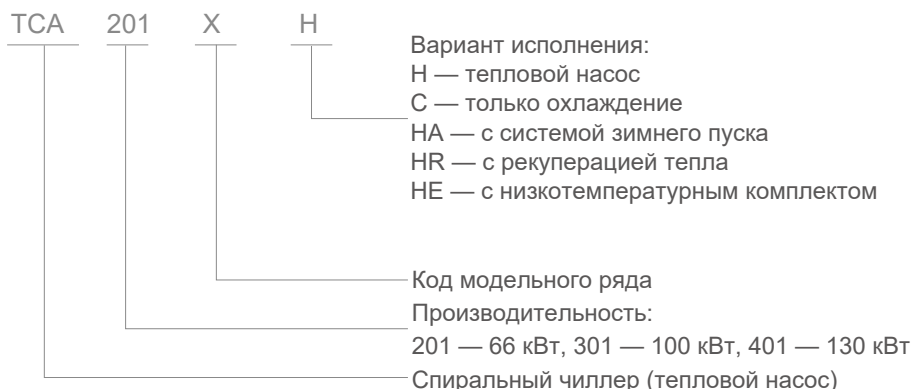 TCA 201 X H
Вариант исполнения:
H — тепловой насос
C — только охлаждение
HA — с системой зимнего пуска
HR — с рекуперацией тепла
HE — с низкотемпературным комплектом
Код модельного ряда
Производительность:
201 — 66 кВт, 301 — 100 кВт, 401 — 130 кВт
Спиральный чиллер (тепловой насос)